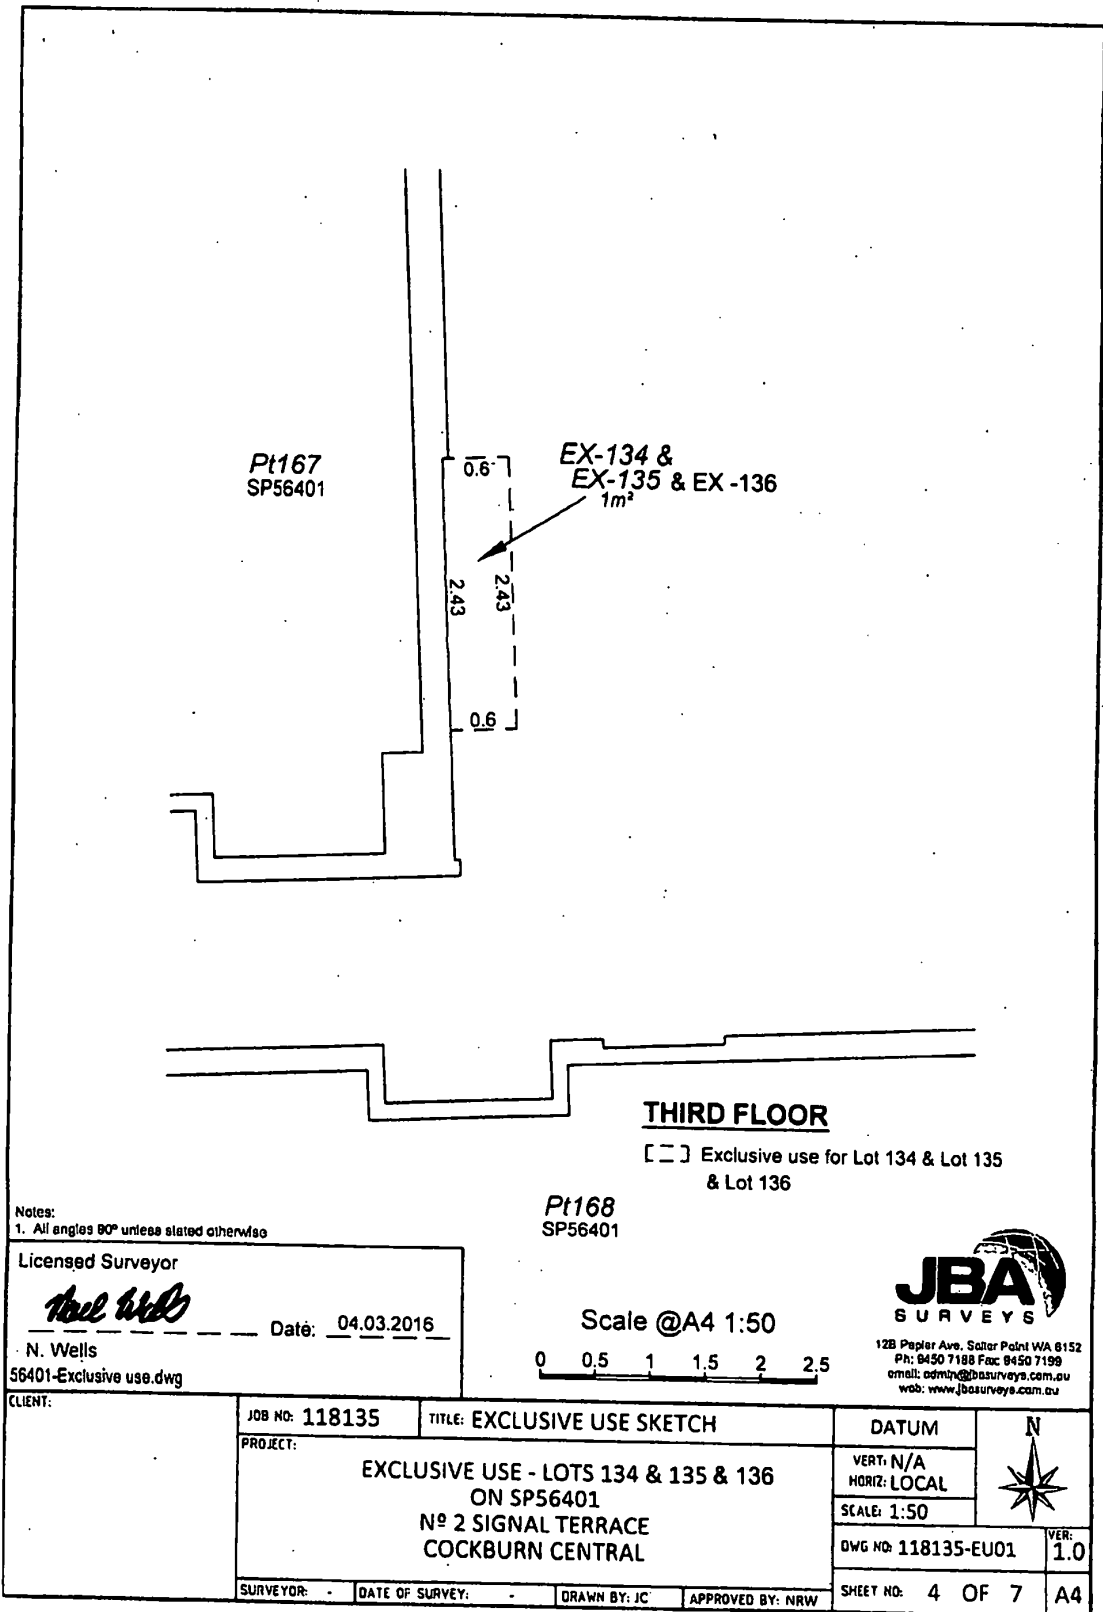 Pt167
SP56401
EX-134 &
EX-135 & EX -136
1m²
0.6
2.43
2.43
0.6
THIRD FLOOR
Exclusive use for Lot 134 & Lot 135
& Lot 136
Pt168
SP56401
Notes:
1. All angles 90° unless stated otherwise
Licensed Surveyor
Date: 04.03.2016
N. Wells
56401-Exclusive use.dwg
Scale @A4 1:50
0 0.5 1 1.5 2 2.5
JBA
SURVEYS
12B Ave, Point WA 6152
Ph: 9450 7188 Fax: 9450 7199
email: admin@jbasurveys.com.au
web: www.jbasurveys.com.au
CLIENT:
JOB NO: 118135
TITLE: EXCLUSIVE USE SKETCH
PROJECT:
EXCLUSIVE USE - LOTS 134 & 135 & 136
ON SP56401
Nº 2 SIGNAL TERRACE
COCKBURN CENTRAL
DATUM
VERT: N/A
HORIZ: LOCAL
SCALE: 1:50
N
DWG NO: 118135-EU01
VER:
1.0
SURVEYOR: -
DATE OF SURVEY: -
DRAWN BY: JC
APPROVED BY: NRW
SHEET NO: 4 OF 7
A4